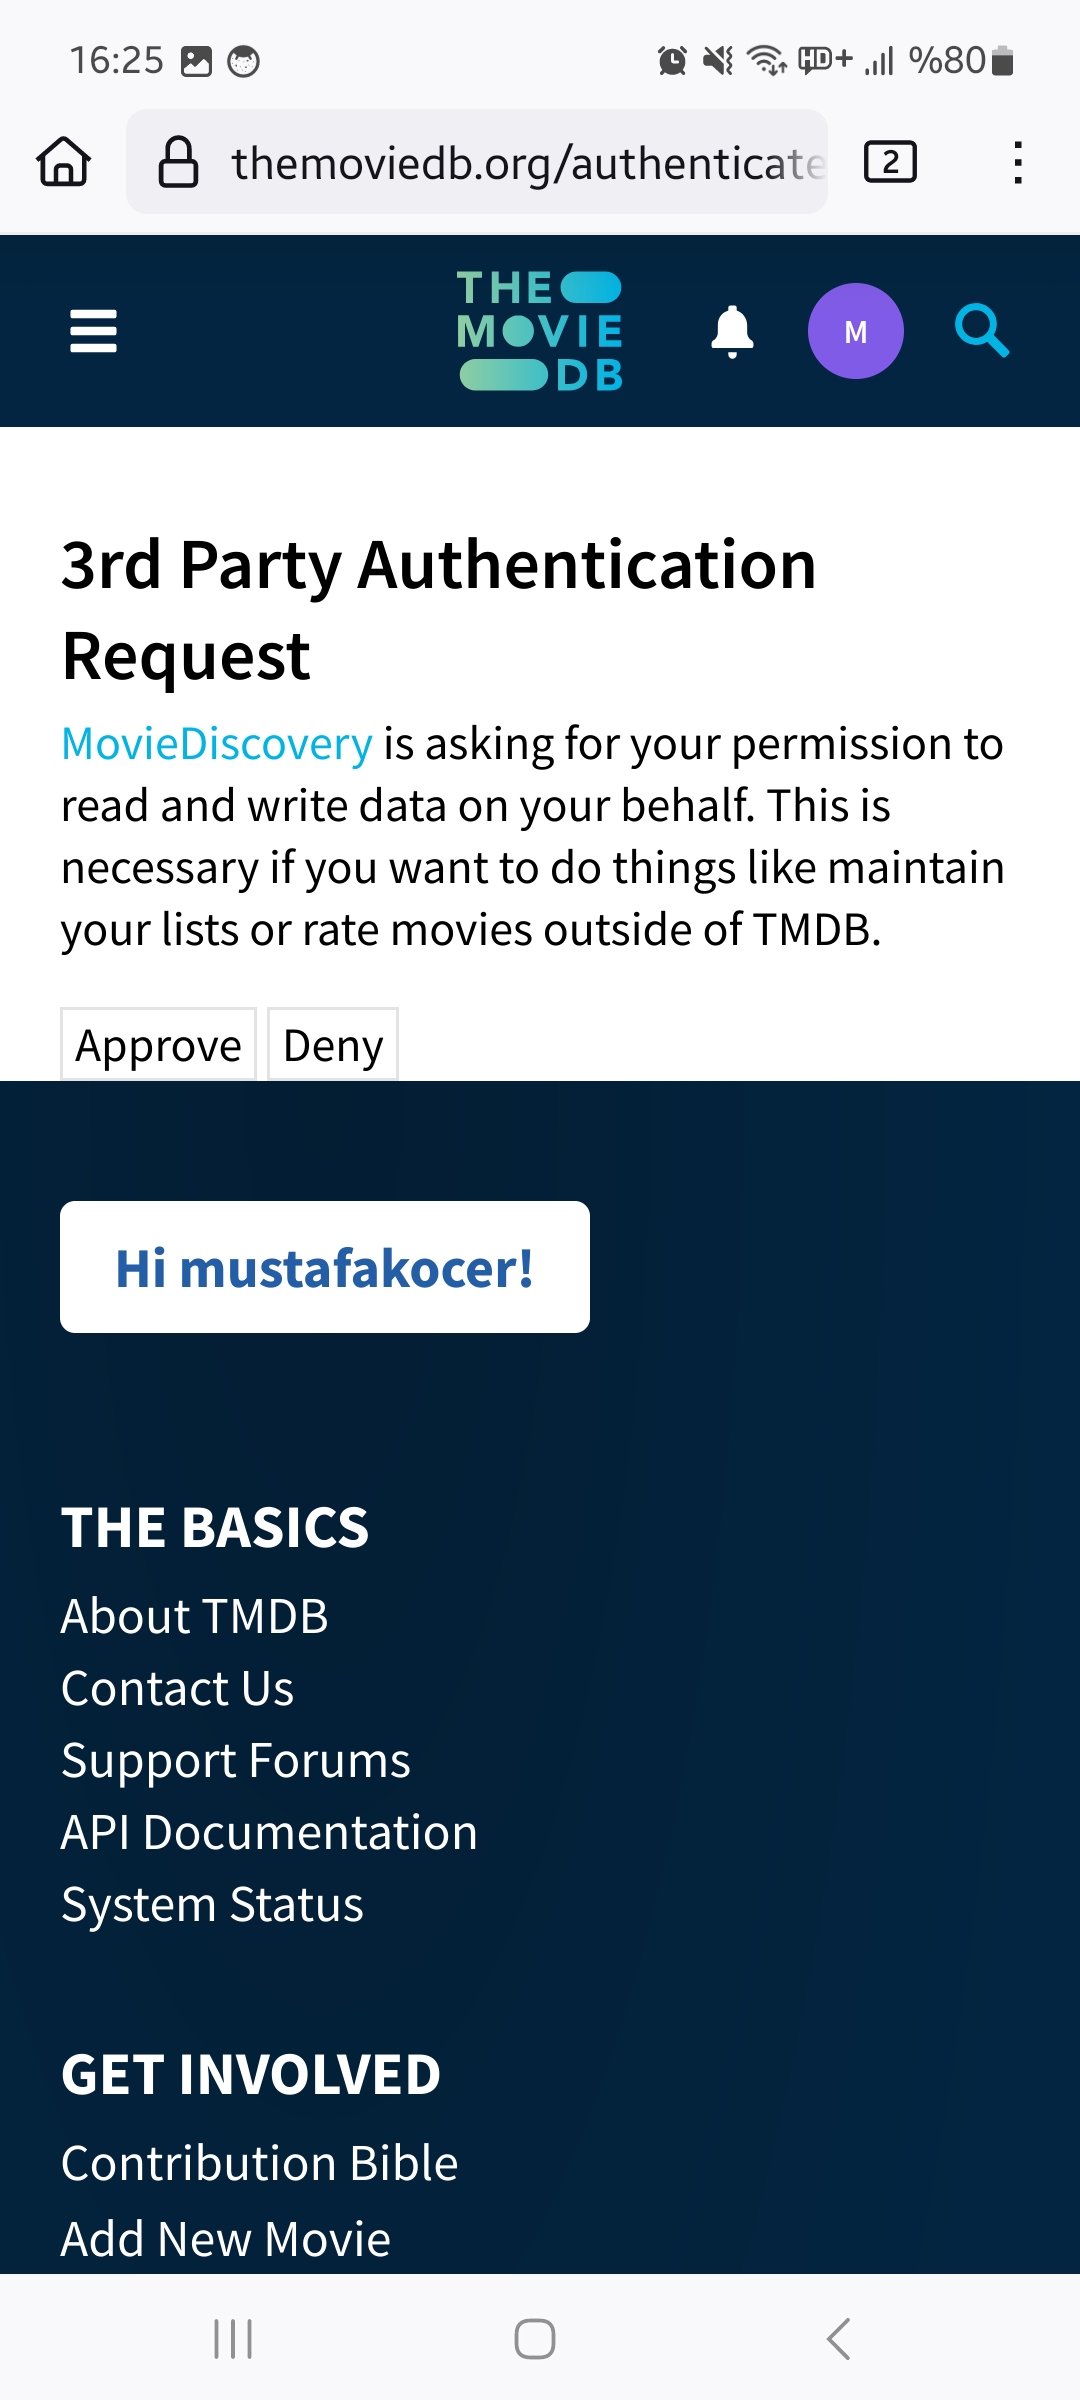 16:25
HD+ %80
themoviedb.org/authenticate
2
THE
MOVIE
DB
M
3rd Party Authentication
Request
MovieDiscovery is asking for your permission to
read and write data on your behalf. This is
necessary if you want to do things like maintain
your lists or rate movies outside of TMDB.
Approve Deny
Hi mustafakocer!
THE BASICS
About TMDB
Contact Us
Support Forums
API Documentation
System Status
GET INVOLVED
Contribution Bible
Add New Movie